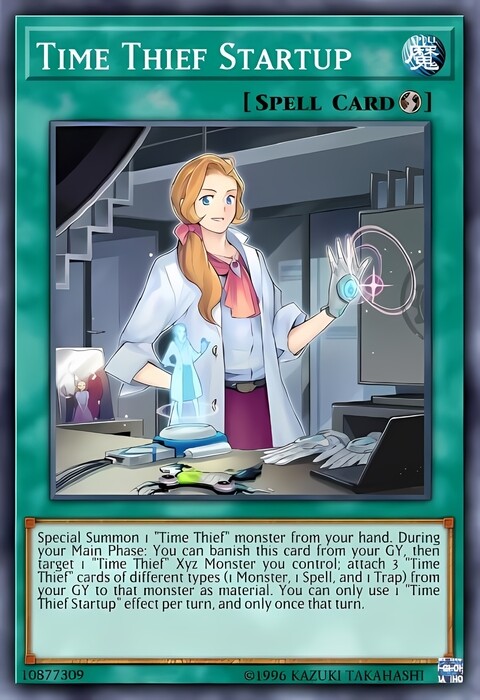 TIME THIEF STARTUP
魔
[SPELL CARD]
Special Summon 1 "Time Thief" monster from your hand. During
your Main Phase: You can banish this card from your GY, then
target 1 "Time Thief" Xyz Monster you control; attach 3 "Time
Thief" cards of different types (1 Monster, 1 Spell, and 1 Trap) from
your GY to that monster as material. You can only use 1 "Time
Thief Startup" effect per turn, and only once that turn.
10877309
©1996 KAZUKI TAKAHASHI